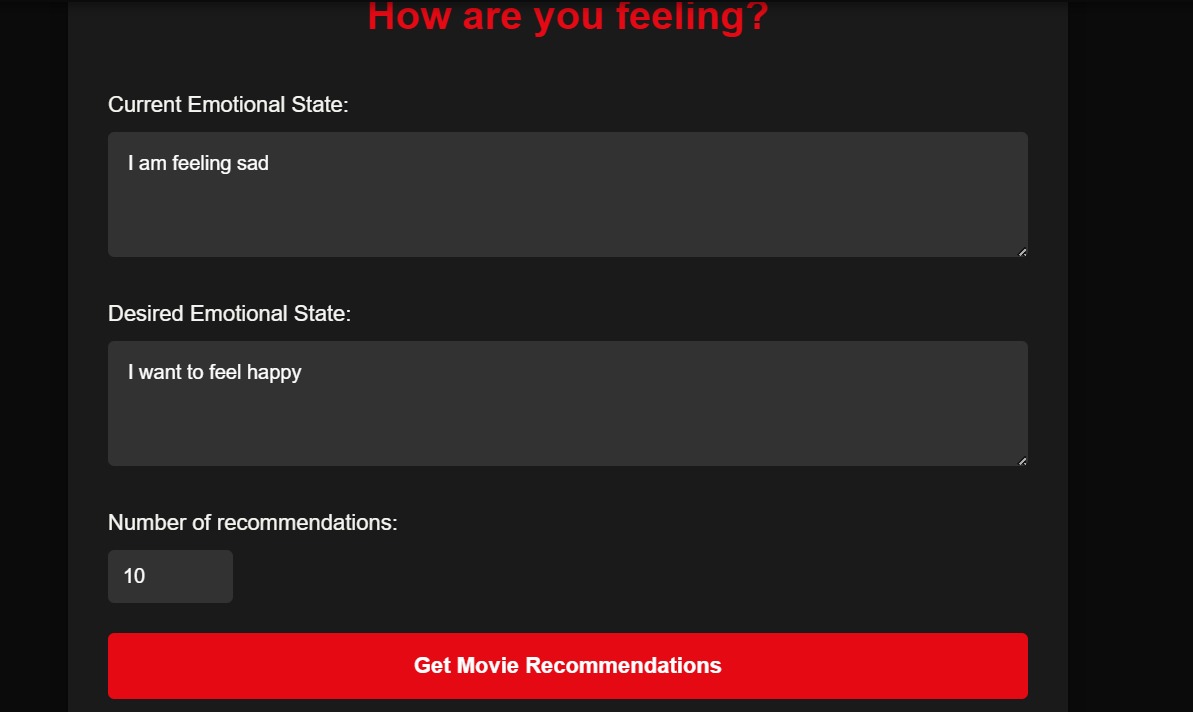 How are you feeling?
Current Emotional State:
I am feeling sad
Desired Emotional State:
I want to feel happy
Number of recommendations:
10
Get Movie Recommendations